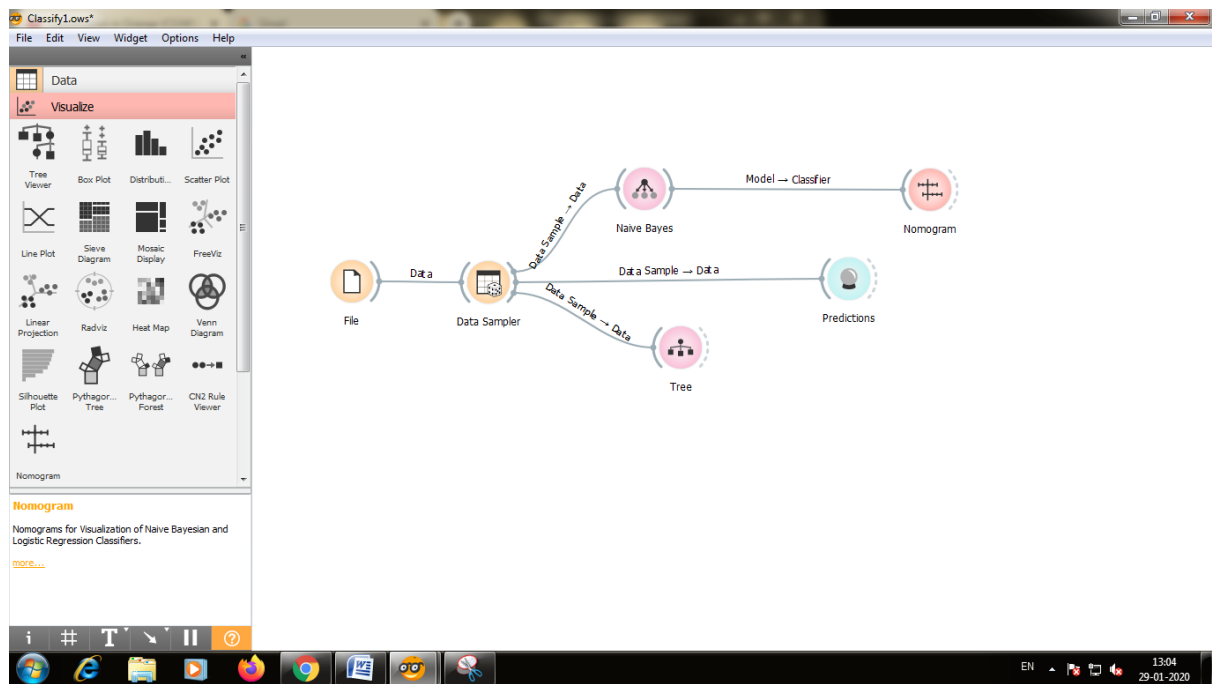 Classify1.ows*
File Edit View Widget Options Help
«
Data
Visualize
Tree Viewer
Box Plot
Distributi...
Scatter Plot
Line Plot
Sieve Diagram
Mosaic Display
FreeViz
Linear Projection
Radviz
Heat Map
Venn Diagram
Silhouette Plot
Pythagor... Tree
Pythagor... Forest
CN2 Rule Viewer
Nomogram
Nomogram
Nomograms for Visualization of Naive Bayesian and
Logistic Regression Classifiers.
more...
File
Data
Data Sampler
Data Sample → Data
Naive Bayes
Model → Classifier
Nomogram
Data Sample → Data
Predictions
Data Sample → Data
Tree
i # T ?
W
EN
13:04
29-01-2020